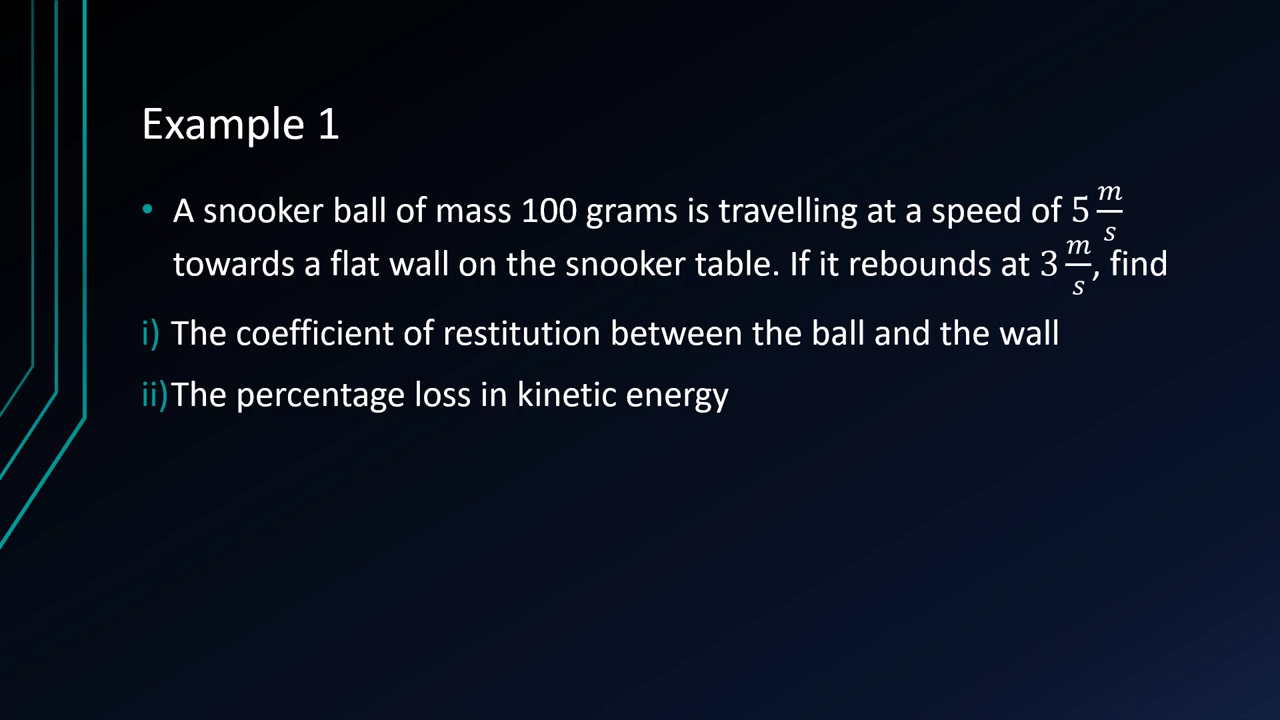 Example 1
• A snooker ball of mass 100 grams is travelling at a speed of 5 m/s
towards a flat wall on the snooker table. If it rebounds at 3 m/s, find
i) The coefficient of restitution between the ball and the wall
ii)The percentage loss in kinetic energy